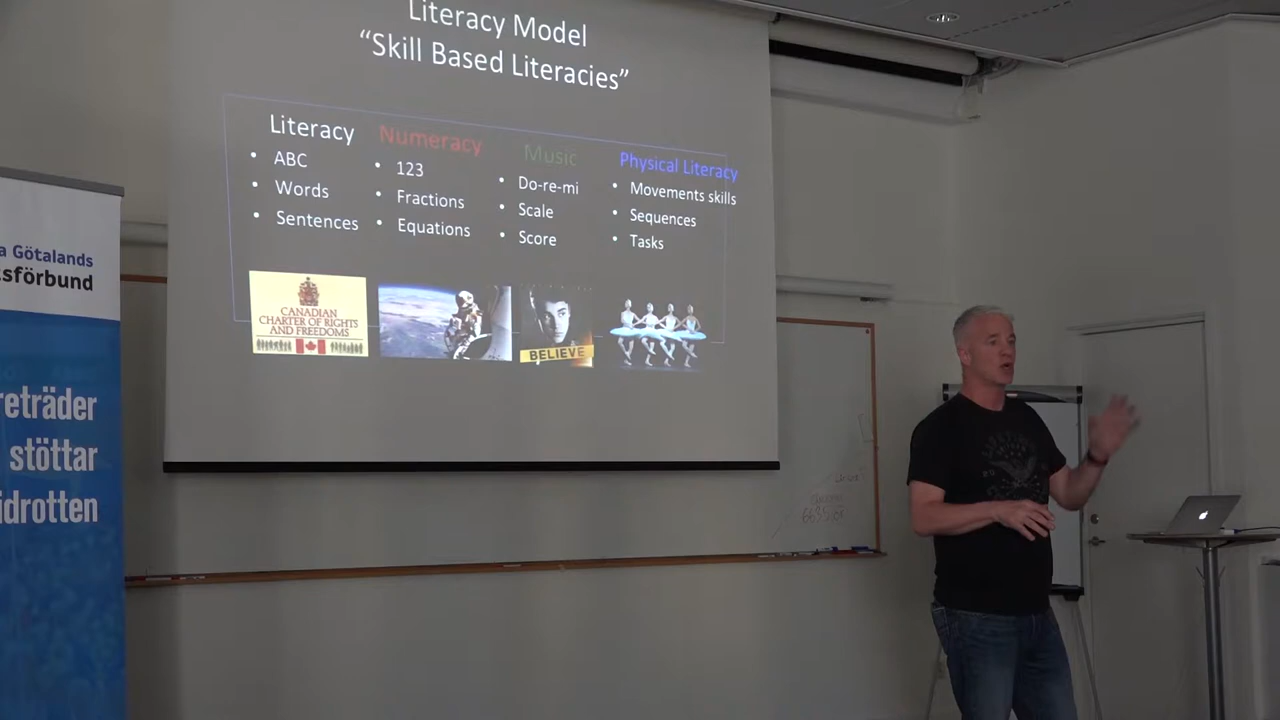 Literacy Model
“Skill Based Literacies”
Literacy
• ABC
• Words
• Sentences
Numeracy
• 123
• Fractions
• Equations
Music
• Do-re-mi
• Scale
• Score
Physical Literacy
• Movements skills
• Sequences
• Tasks
CANADIAN
CHARTER OF RIGHTS
AND FREEDOMS
BELIEVE
a Götalands
tsförbund
reträder
stöttar
idrotten